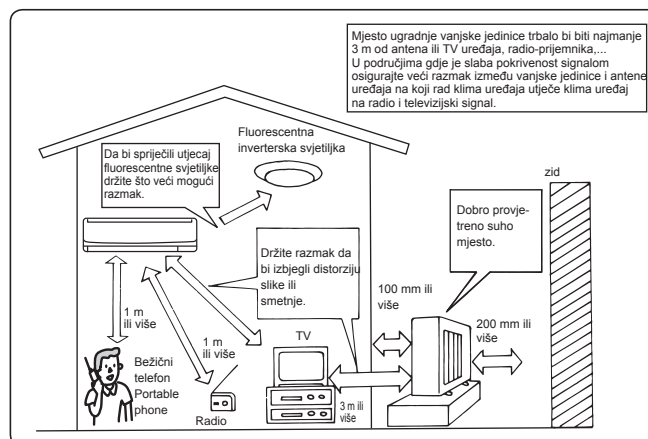 Mjesto ugradnje vanjske jedinice trbalo bi biti najmanje
3 m od antena ili TV uređaja, radio-prijemnika,...
U područjima gdje je slaba pokrivenost signalom
osigurajte veći razmak između vanjske jedinice i antene
uređaja na koji rad klima uređaja utječe klima uređaj
na radio i televizijski signal.
Fluorescentna
inverterska svjetiljka
Da bi spriječili utjecaj
fluorescentne svjetiljke
držite što veći mogući
razmak.
zid
Dobro provje-
treno suho
mjesto.
Držite razmak da
bi izbjegli distorziju
slike ili
smetnje.
100 mm ili
više
200 mm ili
više
1 m
ili više
1 m
ili više
TV
Bežični
telefon
Portable
phone
Radio
3 m ili
više